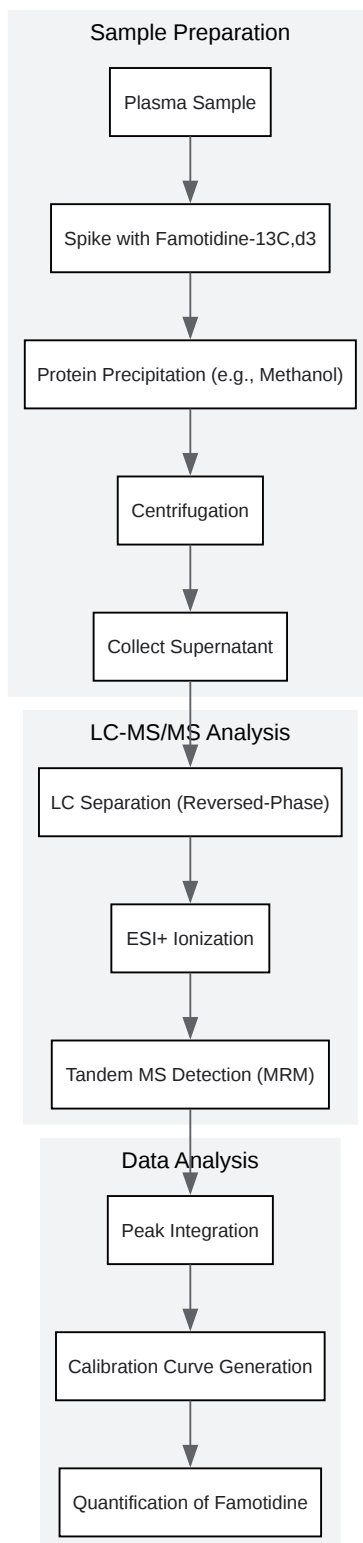 Sample Preparation
Plasma Sample
Spike with Famotidine-13C,d3
Protein Precipitation (e.g., Methanol)
Centrifugation
Collect Supernatant
LC-MS/MS Analysis
LC Separation (Reversed-Phase)
ESI+ Ionization
Tandem MS Detection (MRM)
Data Analysis
Peak Integration
Calibration Curve Generation
Quantification of Famotidine